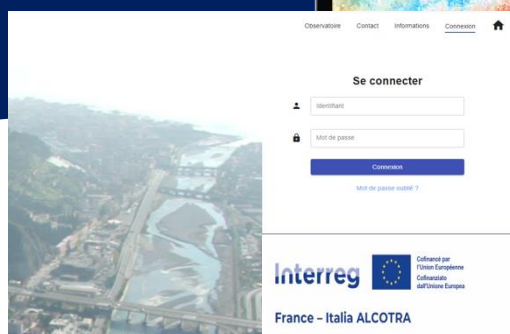 Observatoire Contact Informations Connexion
Se connecter
Identifiant
Mot de passe
Connexion
Mot de passe oublié ?
Interreg
Cofinancé par
l'Union Européenne
Cofinanziato
dall'Unione Europea
France – Italia ALCOTRA